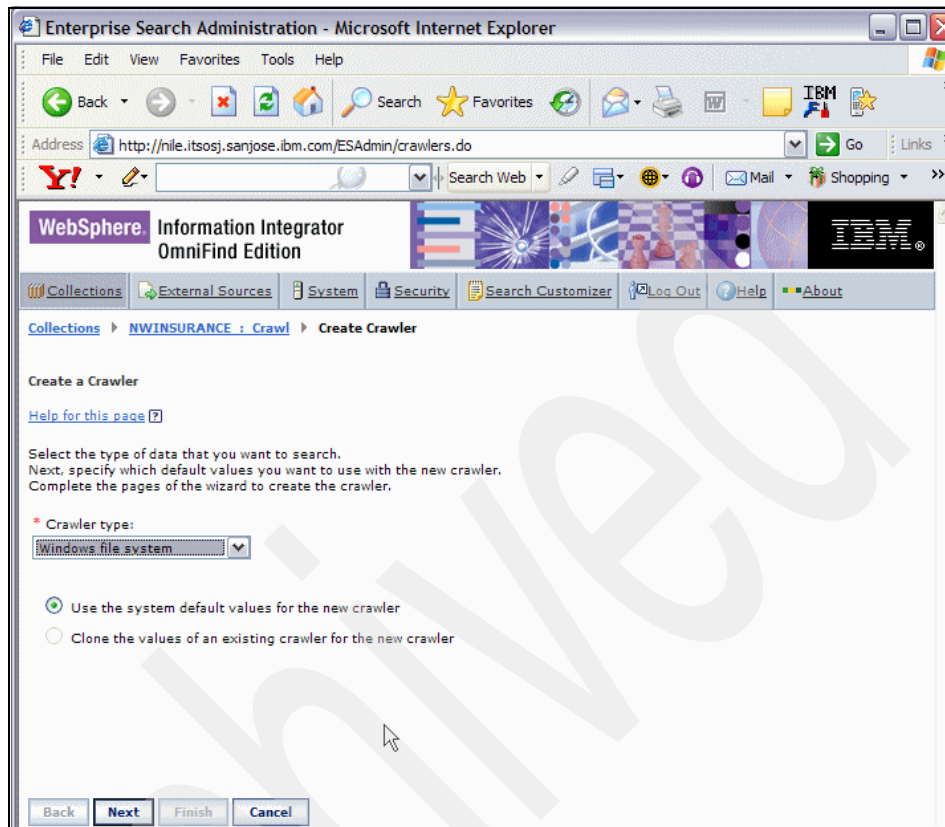 Enterprise Search Administration - Microsoft Internet Explorer
File Edit View Favorites Tools Help
Back Search Favorites IBM
Address http://nile.itsosj.sanjose.ibm.com/ESAdmin/crawlers.do Go Links
Y! Search Web Mail Shopping
WebSphere. Information Integrator
OmniFind Edition
IBM®
Collections External Sources System Security Search Customizer Log Out Help About
Collections NWINSURANCE : Crawl Create Crawler
Create a Crawler
Help for this page ?
Select the type of data that you want to search.
Next, specify which default values you want to use with the new crawler.
Complete the pages of the wizard to create the crawler.
* Crawler type:
Windows file system
Use the system default values for the new crawler
Clone the values of an existing crawler for the new crawler
Back Next Finish Cancel
hived